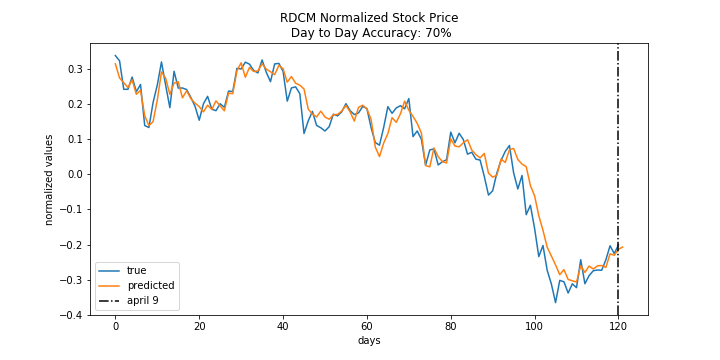 RDCM Normalized Stock Price
Day to Day Accuracy: 70%
normalized values
0.3
0.2
0.1
0.0
−0.1
−0.2
−0.3
−0.4
true
predicted
april 9
0 20 40 60 80 100 120
days